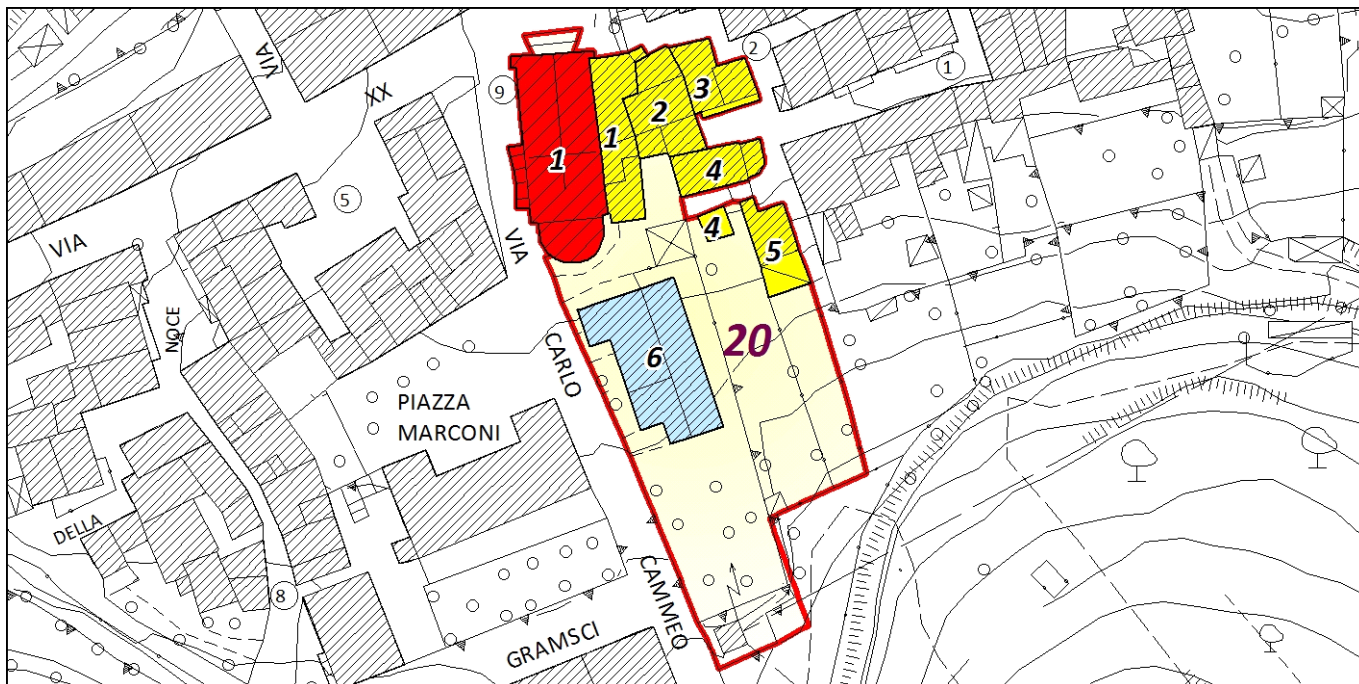 VIA
XX
9
2
1
3
2
1
1
4
5
VIA
VIA
4
5
NOCE
CARLO
6
20
PIAZZA
MARCONI
DELLA
8
CAMMEO
GRAMSCI